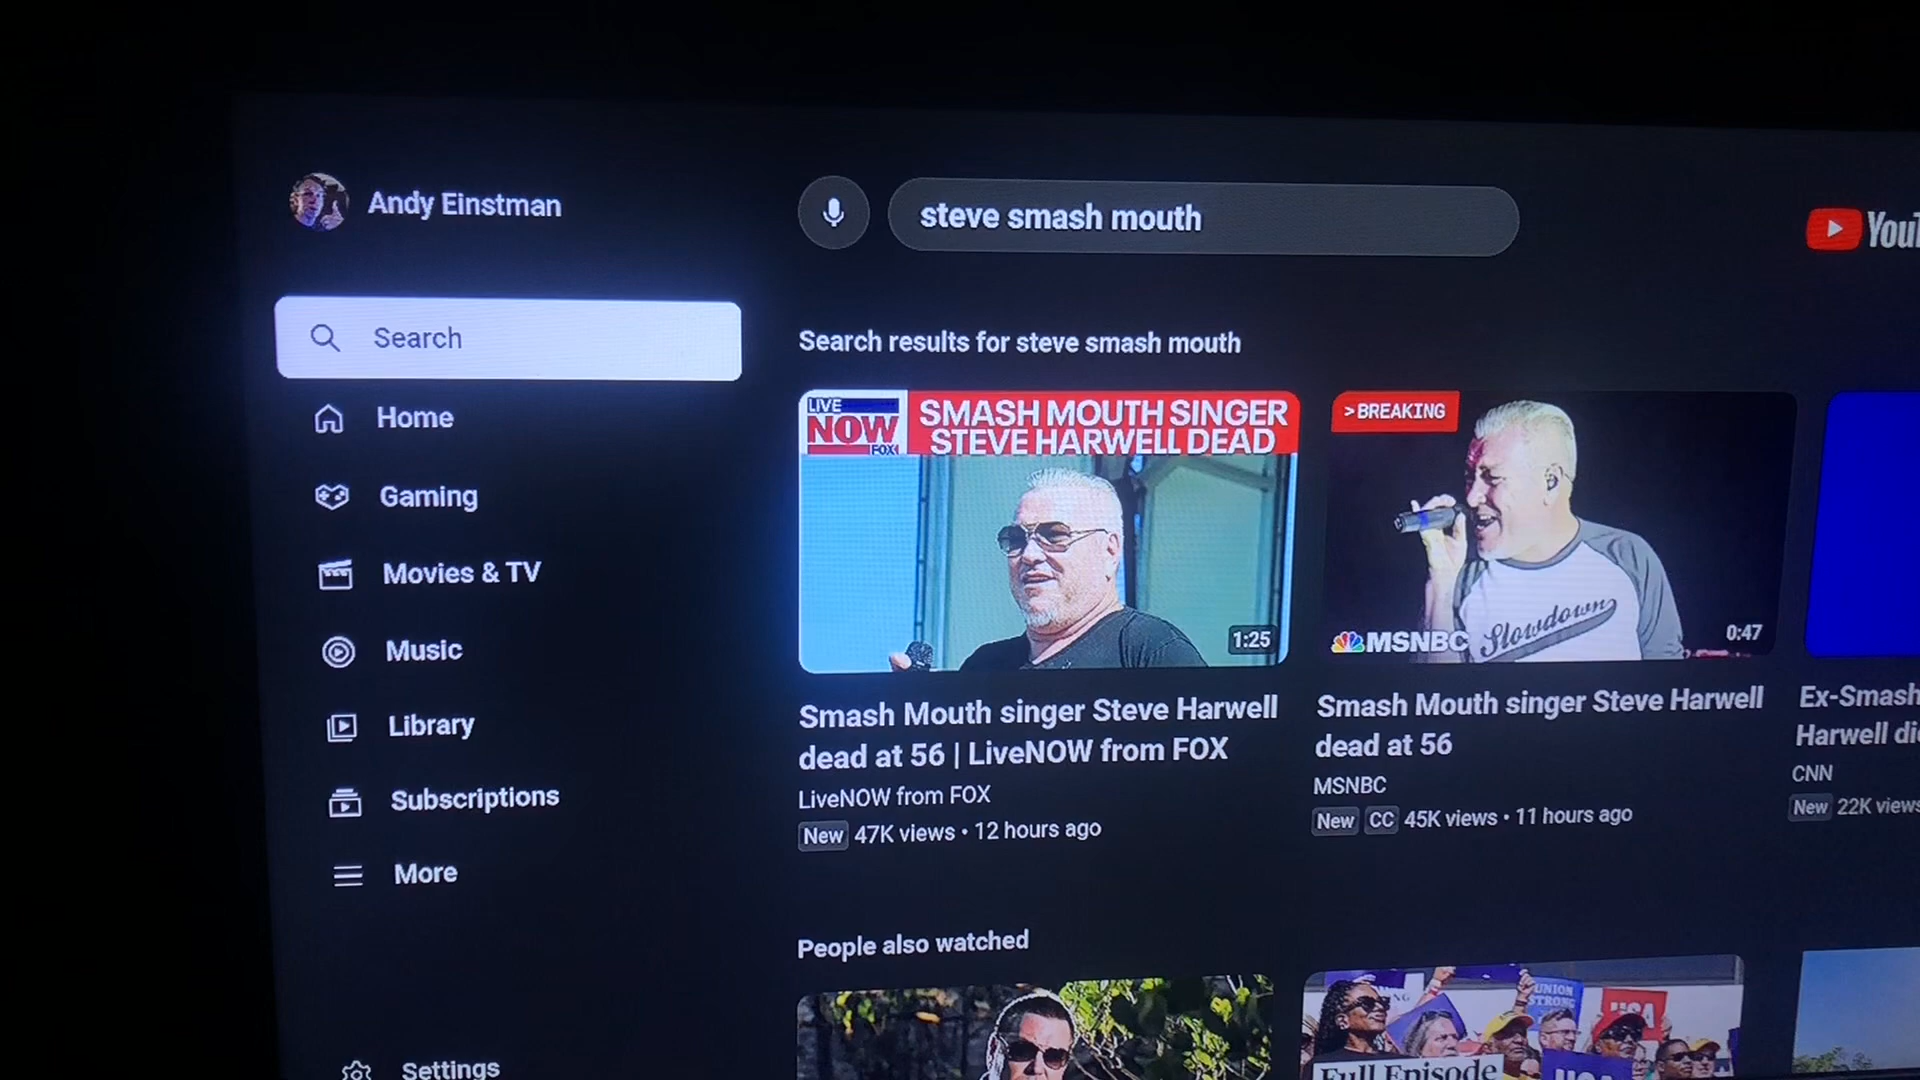 Andy Einstman
steve smash mouth
Search
Home
Gaming
Movies & TV
Music
Library
Subscriptions
More
Settings
Search results for steve smash mouth
LIVE
NOW
FOX
SMASH MOUTH SINGER
STEVE HARWELL DEAD
1:25
Smash Mouth singer Steve Harwell
dead at 56 | LiveNOW from FOX
LiveNOW from FOX
New 47K views • 12 hours ago
>BREAKING
Slowdown
MSNBC
0:47
Smash Mouth singer Steve Harwell
dead at 56
MSNBC
New CC 45K views • 11 hours ago
Ex-Smash
Harwell
CNN
New 22K views
People also watched
UNION
STRONG
USA
Full Episode